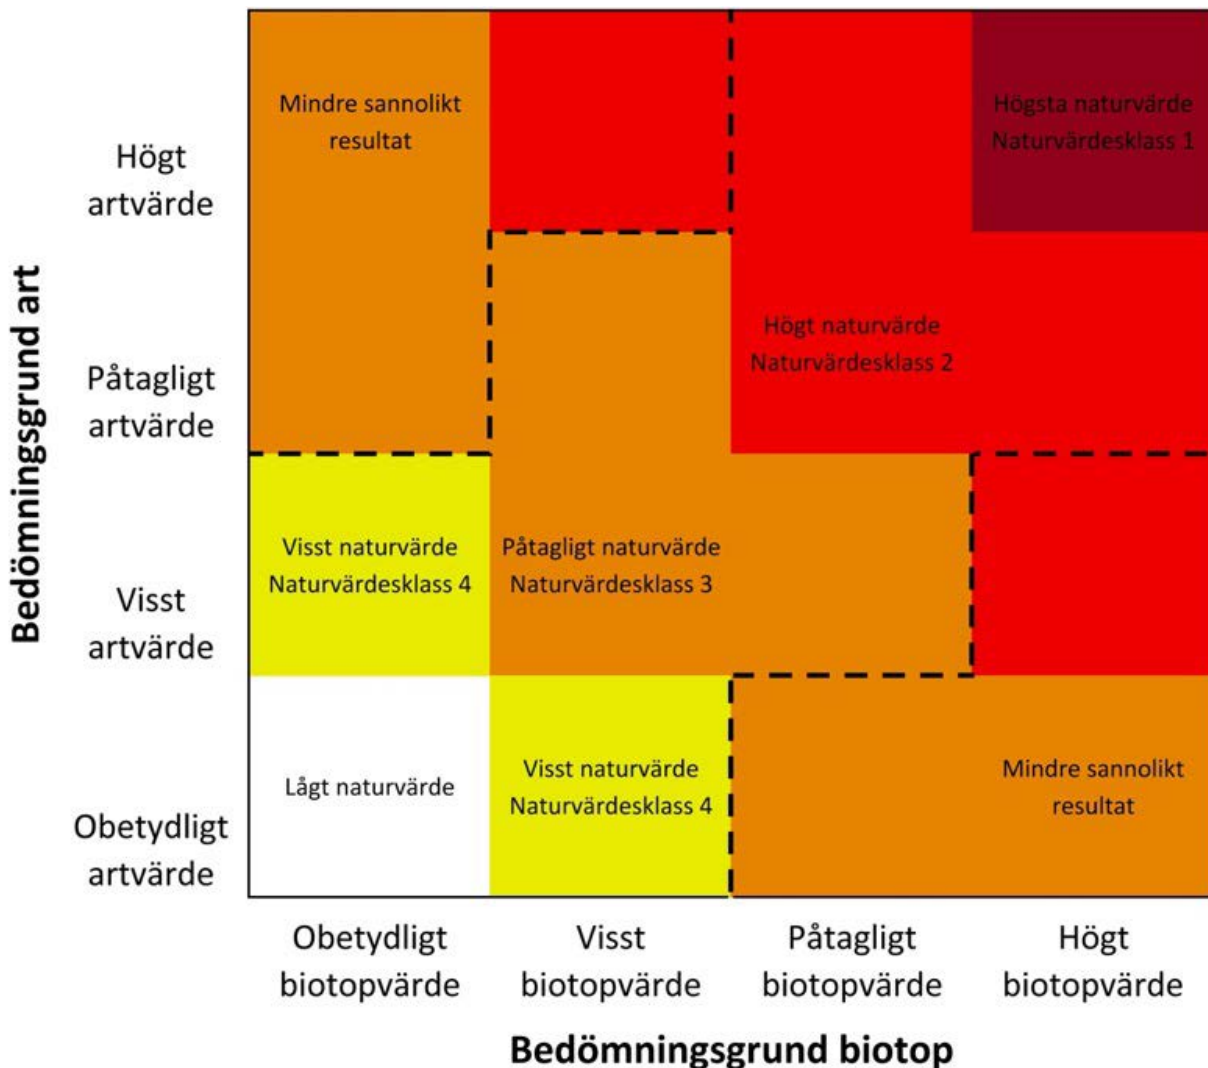 Bedömningsgrund art
Högt
artvärde
Mindre sannolikt
resultat
Högsta naturvärde
Naturvärdesklass 1
Påtagligt
artvärde
Högt naturvärde
Naturvärdesklass 2
Visst
artvärde
Visst naturvärde
Naturvärdesklass 4
Påtagligt naturvärde
Naturvärdesklass 3
Obetydligt
artvärde
Lågt naturvärde
Visst naturvärde
Naturvärdesklass 4
Mindre sannolikt
resultat
Obetydligt
biotopvärde
Visst
biotopvärde
Påtagligt
biotopvärde
Högt
biotopvärde
Bedömningsgrund biotop